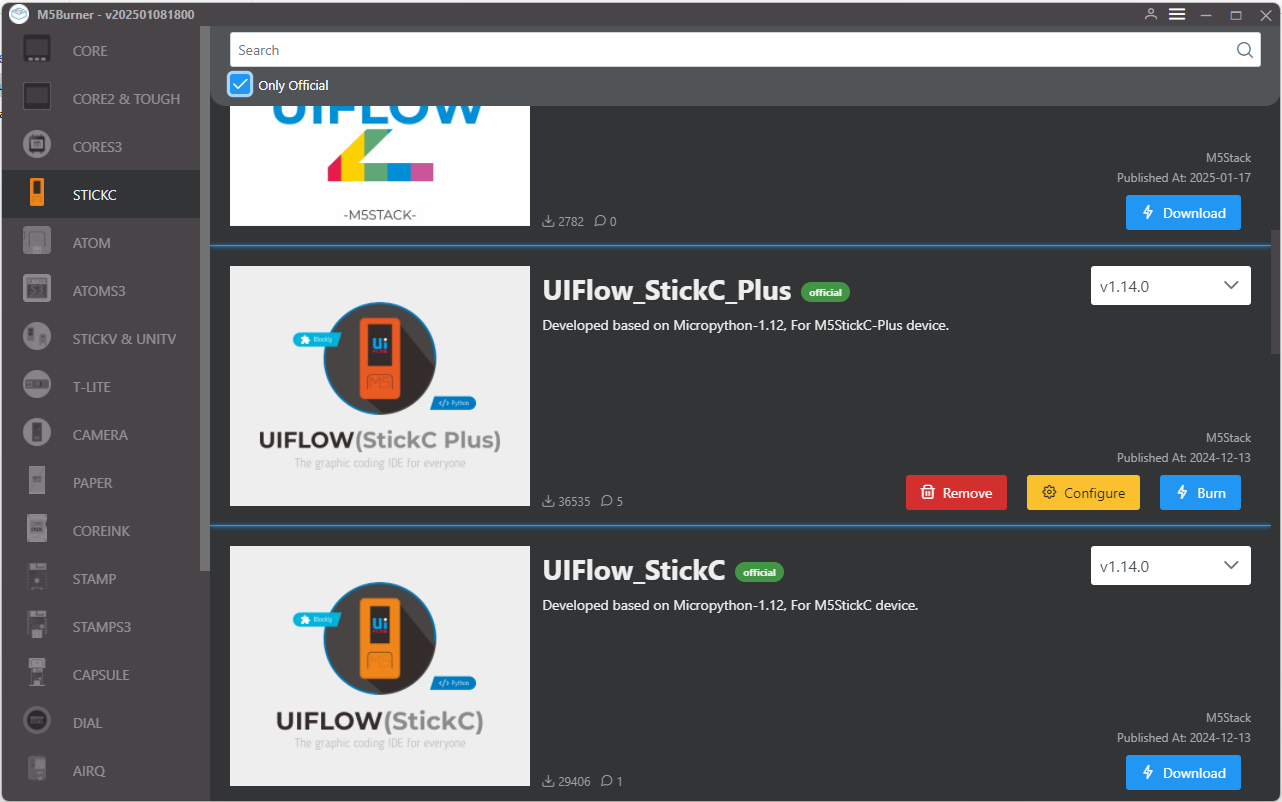 M5Burner - v202501081800
CORE
CORE2 & TOUGH
CORES3
STICKC
ATOM
ATOMS3
STICKV & UNITV
T-LITE
CAMERA
PAPER
COREINK
STAMP
STAMPS3
CAPSULE
DIAL
AIRQ
Search
Only Official
UIFLOW
-M5STACK-
2782 0
M5Stack
Published At: 2025-01-17
Download
Blockly
Ui
M5
</> Python
UIFLOW(StickC Plus)
The graphic coding IDE for everyone
UIFlow_StickC_Plus official
v1.14.0
Developed based on Micropython-1.12, For M5StickC-Plus device.
M5Stack
Published At: 2024-12-13
36535 5
Remove Configure Burn
Blockly
Ui
M5
</> Python
UIFLOW(StickC)
The graphic coding IDE for everyone
UIFlow_StickC official
v1.14.0
Developed based on Micropython-1.12, For M5StickC device.
M5Stack
Published At: 2024-12-13
29406 1
Download